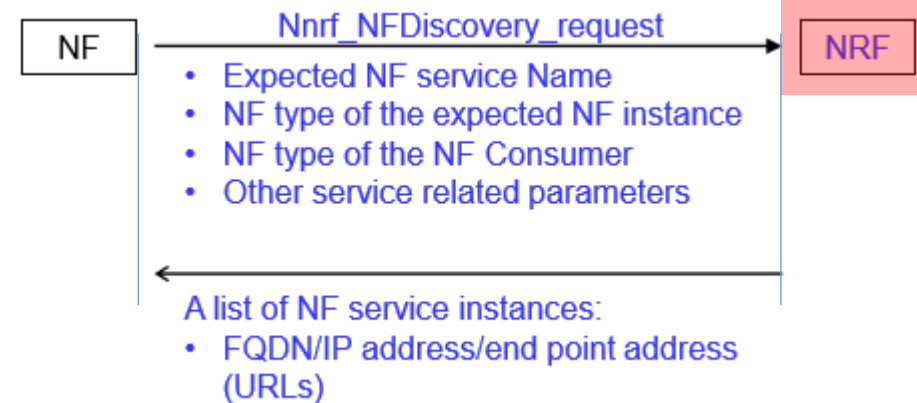 NF
Nnrf_NFDiscovery_request
NRF
• Expected NF service Name
• NF type of the expected NF instance
• NF type of the NF Consumer
• Other service related parameters
A list of NF service instances:
• FQDN/IP address/end point address
(URLs)